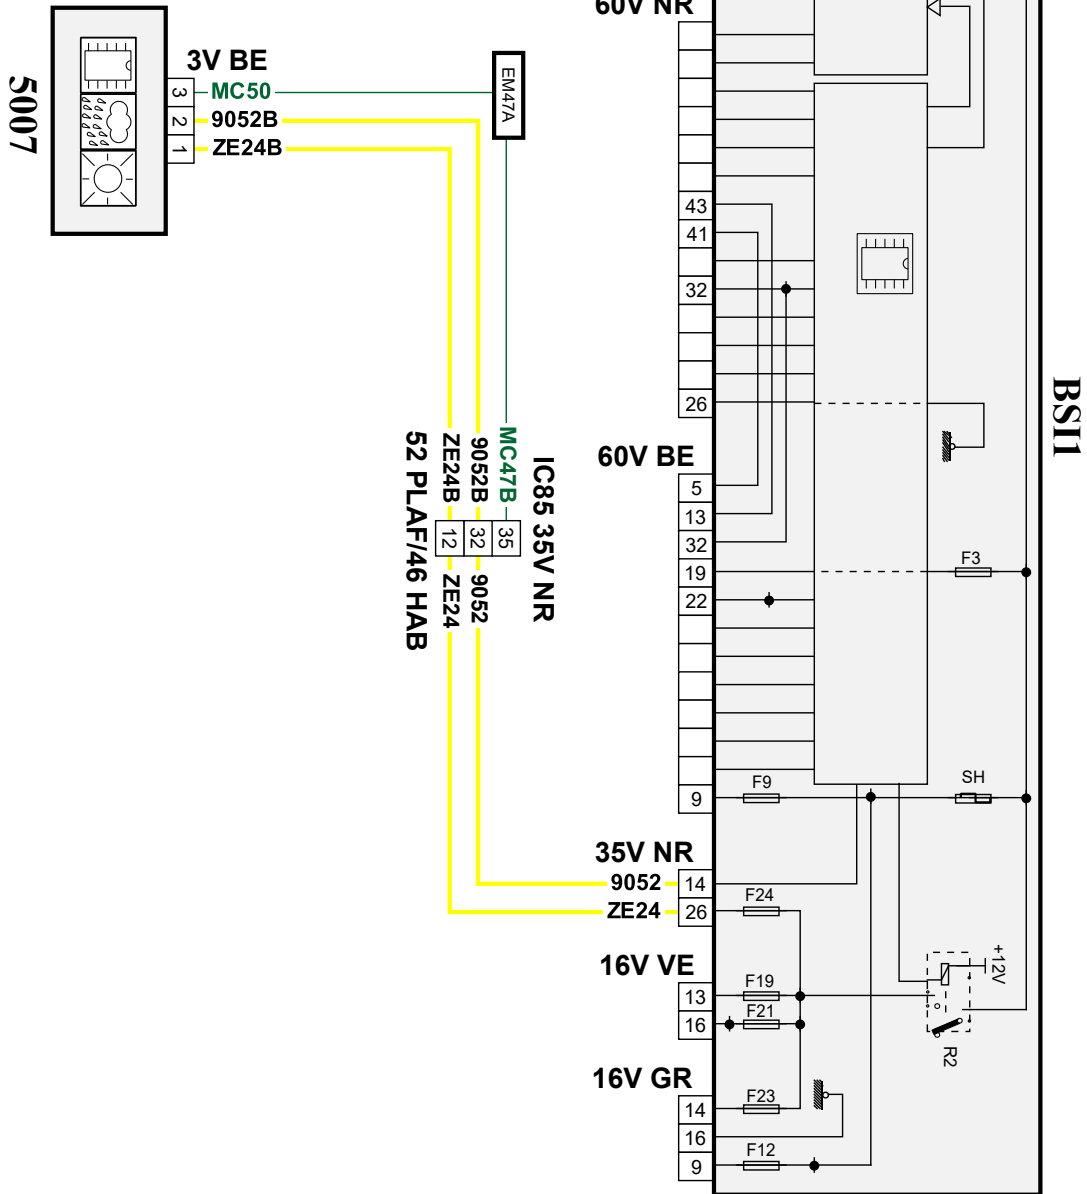 60V NR
3V BE
3
MC50
2
9052B
1
ZE24B
5007
EM47A
MC47B
9052B
ZE24B
IC85 35V NR
35
32
12
9052
ZE24
52 PLAF/46 HAB
BSI1
43
41
32
26
60V BE
5
13
32
19
22
9
F3
F9
SH
35V NR
9052
14
ZE24
26
F24
16V VE
13
F19
16
F21
+12V
R2
16V GR
14
F23
16
9
F12